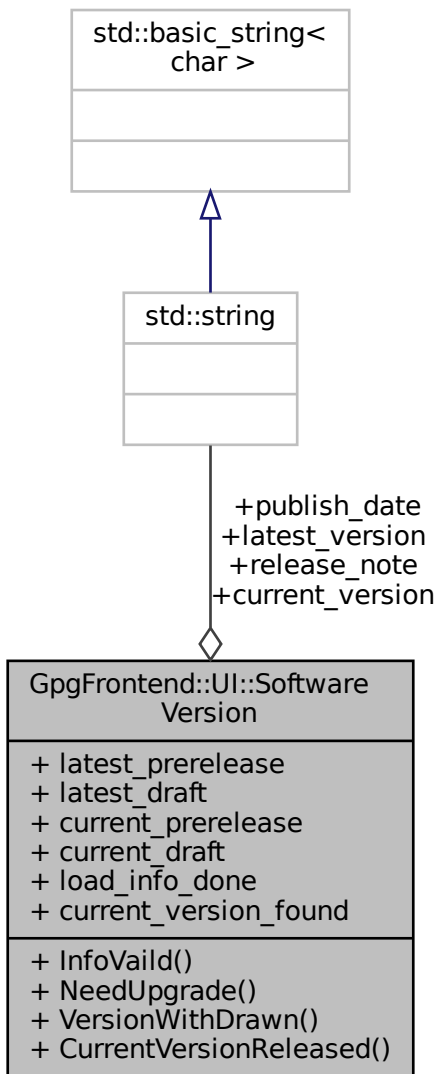 std::basic_string<
char >
std::string
+publish_date
+latest_version
+release_note
+current_version
GpgFrontend::UI::Software
Version
+ latest_prerelease
+ latest_draft
+ current_prerelease
+ current_draft
+ load_info_done
+ current_version_found
+ InfoVaild()
+ NeedUpgrade()
+ VersionWithDrawn()
+ CurrentVersionReleased()